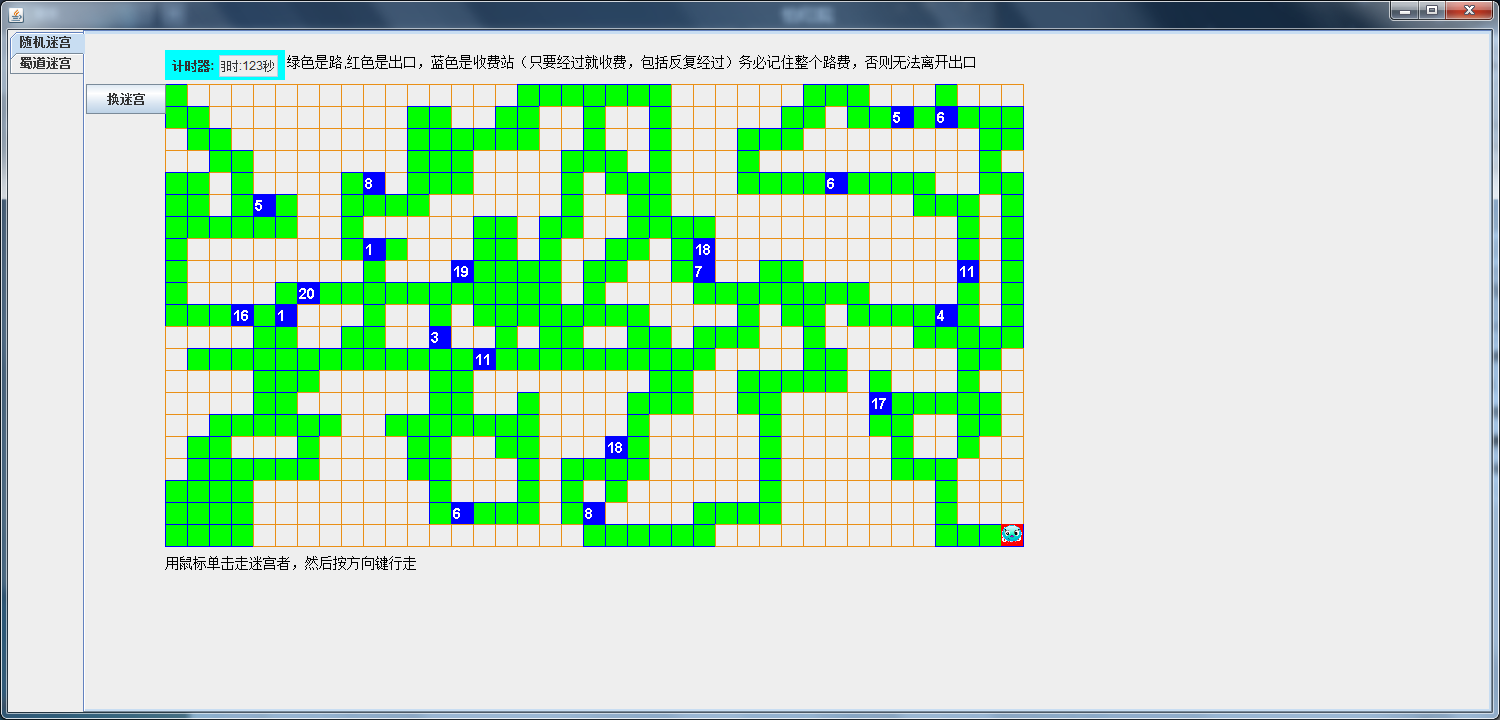 随机迷宫
蜀道迷宫
计时器: 时:123秒 绿色是路,红色是出口，蓝色是收费站（只要经过就收费，包括反复经过）务必记住整个路费，否则无法离开出口
换迷宫
5 6
8 6
5
1 18
19 7 11
20
16 1 4
3
11
17
18
6 8
用鼠标单击走迷宫者，然后按方向键行走